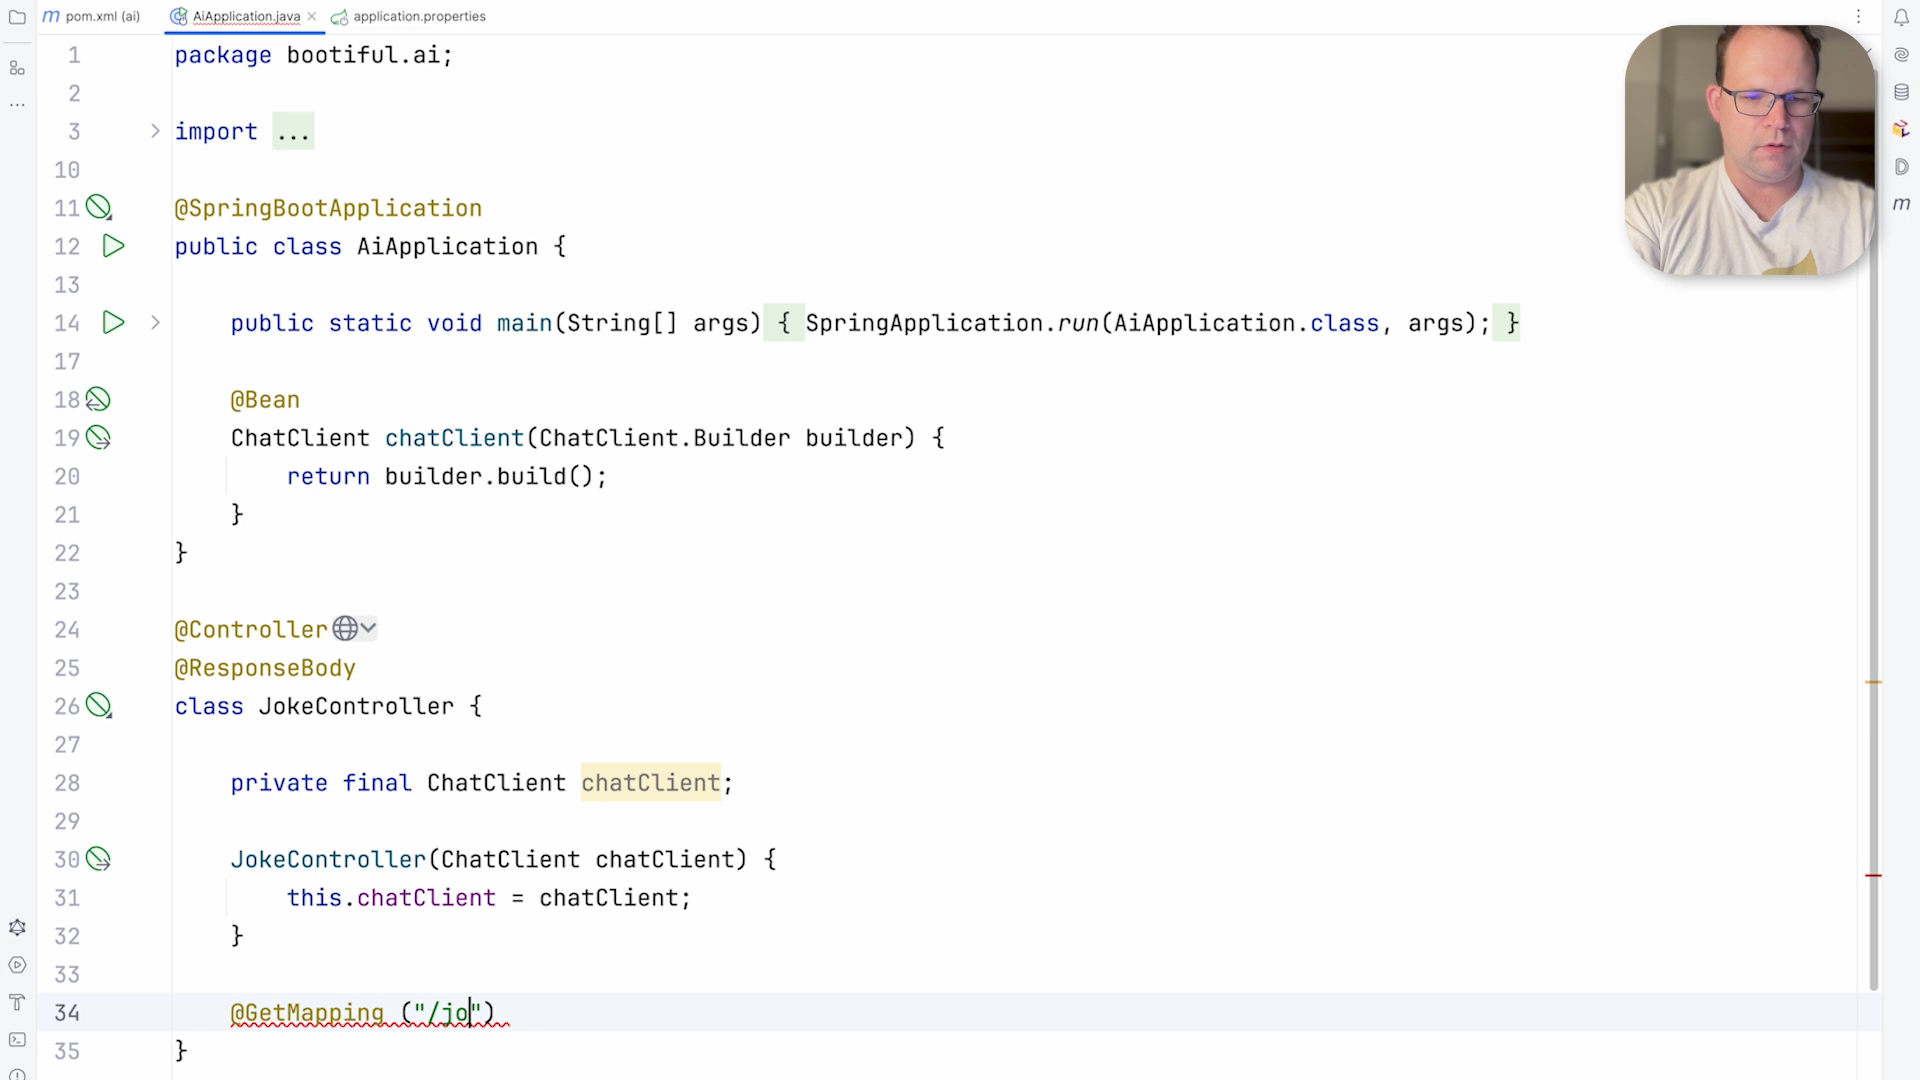 pom.xml (ai)
AiApplication.java
application.properties
1 package bootiful.ai;
2
3 import ...
10
11 @SpringBootApplication
12 public class AiApplication {
13
14 public static void main(String[] args) { SpringApplication.run(AiApplication.class, args); }
17
18 @Bean
19 ChatClient chatClient(ChatClient.Builder builder) {
20 return builder.build();
21 }
22 }
23
24 @Controller
25 @ResponseBody
26 class JokeController {
27
28 private final ChatClient chatClient;
29
30 JokeController(ChatClient chatClient) {
31 this.chatClient = chatClient;
32 }
33
34 @GetMapping ("/jo")
35 }